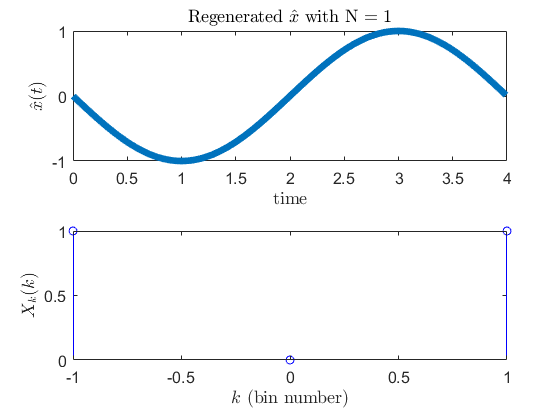 Regenerated x̂ with N = 1
1
0
-1
x̂(t)
0 0.5 1 1.5 2 2.5 3 3.5 4
time
1
0.5
0
X_k(k)
-1 -0.5 0 0.5 1
k (bin number)